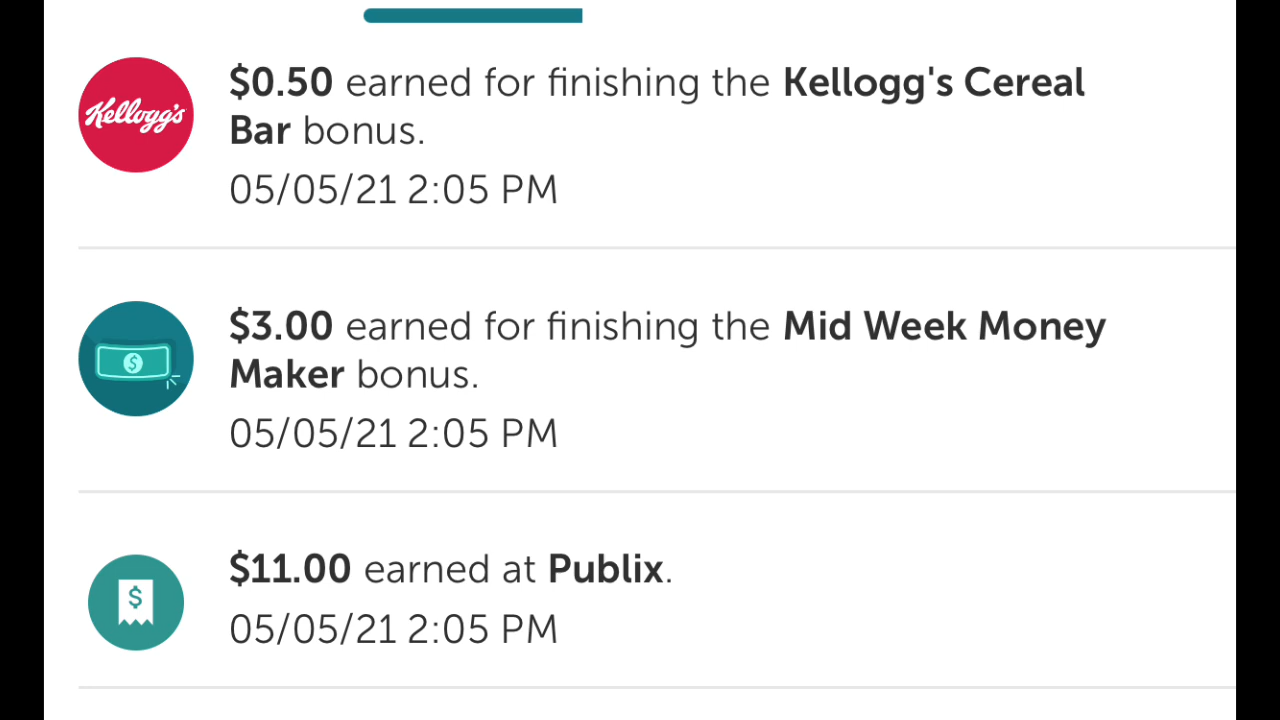 Kellogg's
$0.50 earned for finishing the Kellogg's Cereal
Bar bonus.
05/05/21 2:05 PM
$
$3.00 earned for finishing the Mid Week Money
Maker bonus.
05/05/21 2:05 PM
$
$11.00 earned at Publix.
05/05/21 2:05 PM